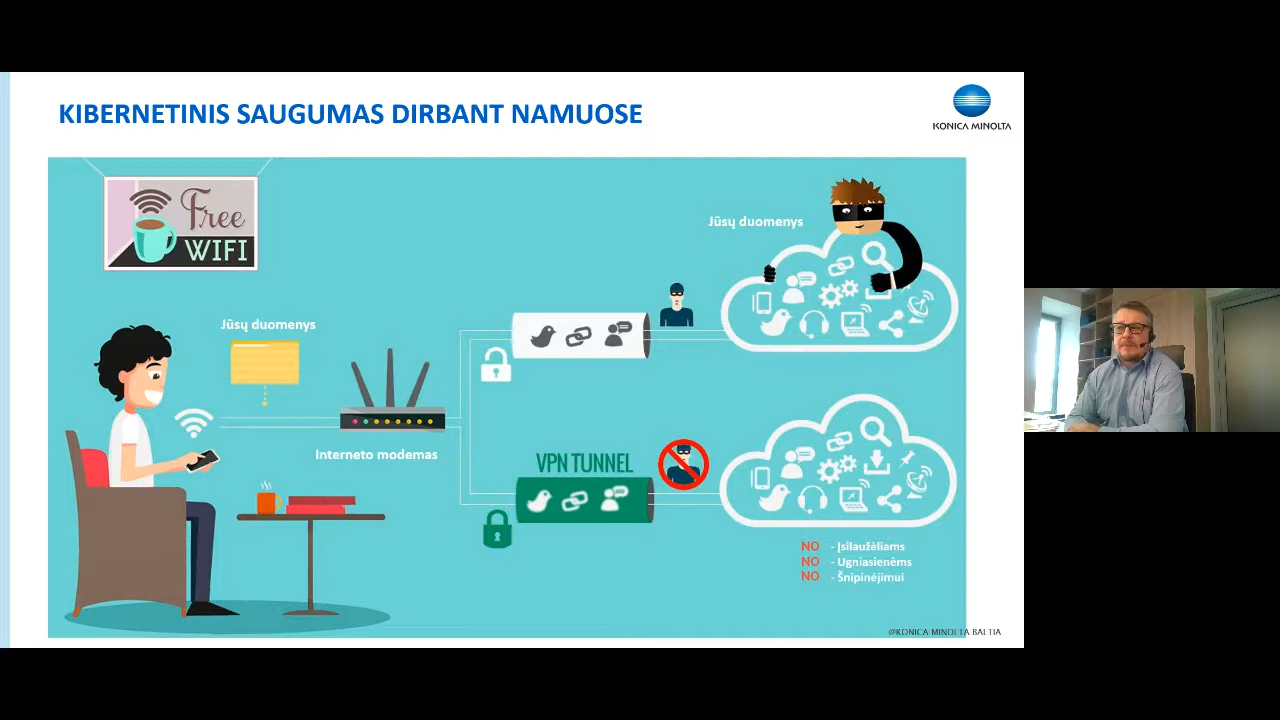 KIBERNETINIS SAUGUMAS DIRBANT NAMUOSE
KONICA MINOLTA
Free
WIFI
Jūsų duomenys
Jūsų duomenys
Interneto modemas
VPN TUNNEL
NO - Įsilaužėliams
NO - Ugniasienėms
NO - Šnipinėjimui
@KONICA MINOLTA BALTIA